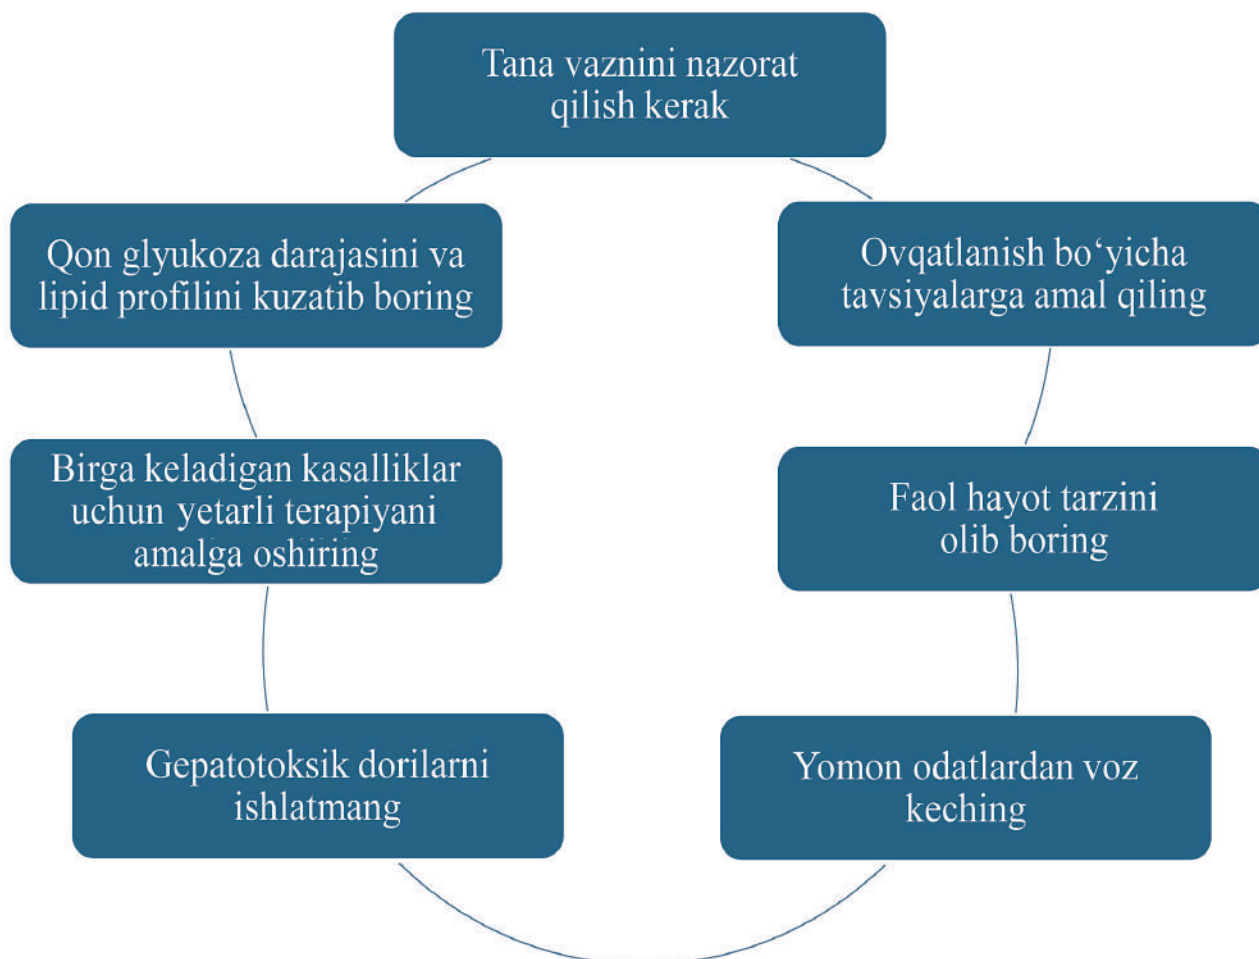 Tana vaznini nazorat
qilish kerak
Qon glyukoza darajasini va
lipid profilini kuzatib boring
Ovqatlanish bo‘yicha
tavsiyalarga amal qiling
Birga keladigan kasalliklar
uchun yetarli terapiyani
amalga oshiring
Faol hayot tarzini
olib boring
Gepatotoksik dorilarni
ishlatmang
Yomon odatlardan voz
keching